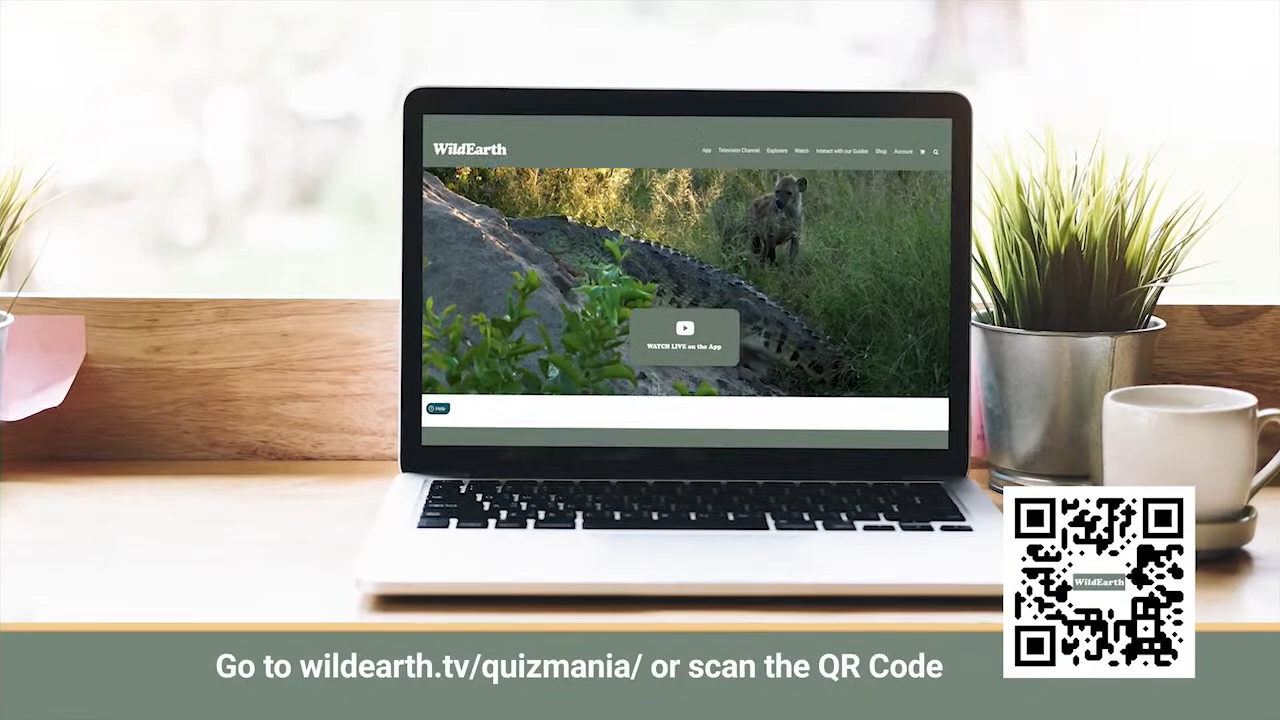 WildEarth
App Television Channel Explorers Watch Interact with our Guides Shop Account
WATCH LIVE on the App
Help
WildEarth
Go to wildearth.tv/quizmania/ or scan the QR Code